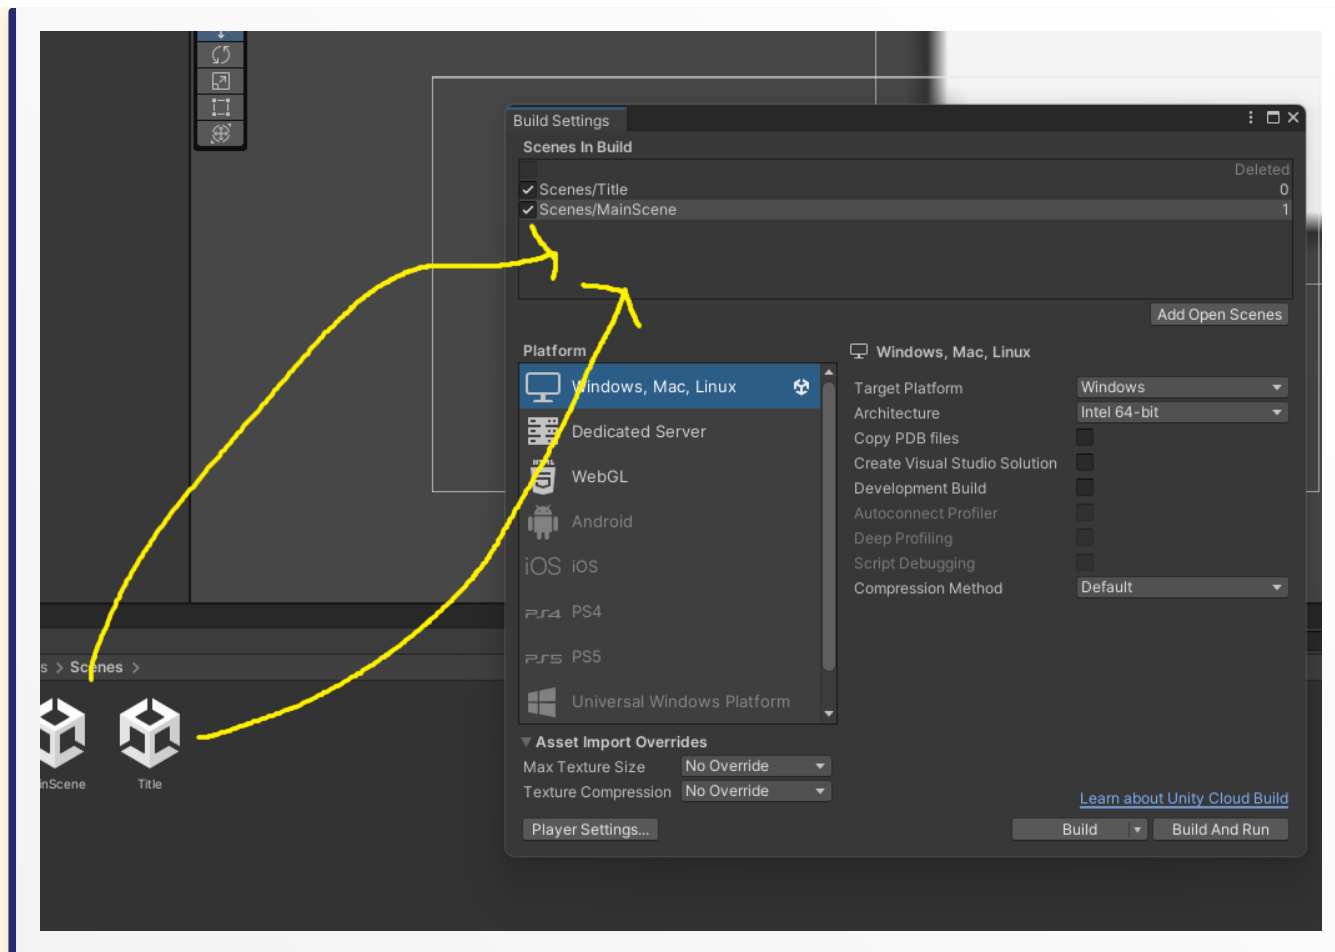 Build Settings
Scenes In Build
Deleted
Scenes/Title 0
Scenes/MainScene 1
Add Open Scenes
Platform
Windows, Mac, Linux
Dedicated Server
HTML
5
WebGL
Android
iOS iOS
PS4 PS4
PS5 PS5
Universal Windows Platform
Windows, Mac, Linux
Target Platform Windows
Architecture Intel 64-bit
Copy PDB files
Create Visual Studio Solution
Development Build
Autoconnect Profiler
Deep Profiling
Script Debugging
Compression Method Default
Asset Import Overrides
Max Texture Size No Override
Texture Compression No Override
Learn about Unity Cloud Build
Player Settings...
Build
Build And Run
s > Scenes >
nScene
Title